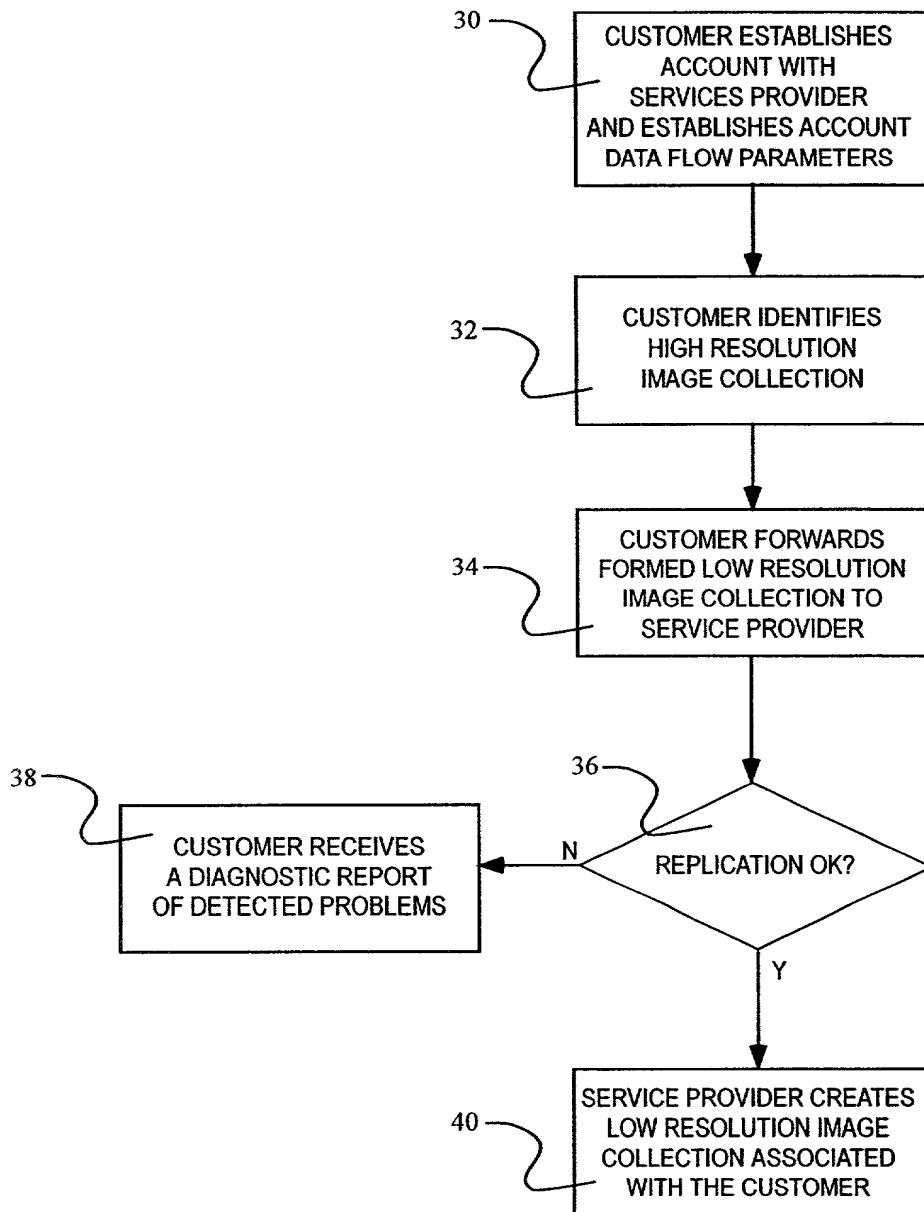 30
CUSTOMER ESTABLISHES
ACCOUNT WITH
SERVICES PROVIDER
AND ESTABLISHES ACCOUNT
DATA FLOW PARAMETERS
32
CUSTOMER IDENTIFIES
HIGH RESOLUTION
IMAGE COLLECTION
34
CUSTOMER FORWARDS
FORMED LOW RESOLUTION
IMAGE COLLECTION TO
SERVICE PROVIDER
36
REPLICATION OK?
N
Y
38
CUSTOMER RECEIVES
A DIAGNOSTIC REPORT
OF DETECTED PROBLEMS
40
SERVICE PROVIDER CREATES
LOW RESOLUTION IMAGE
COLLECTION ASSOCIATED
WITH THE CUSTOMER